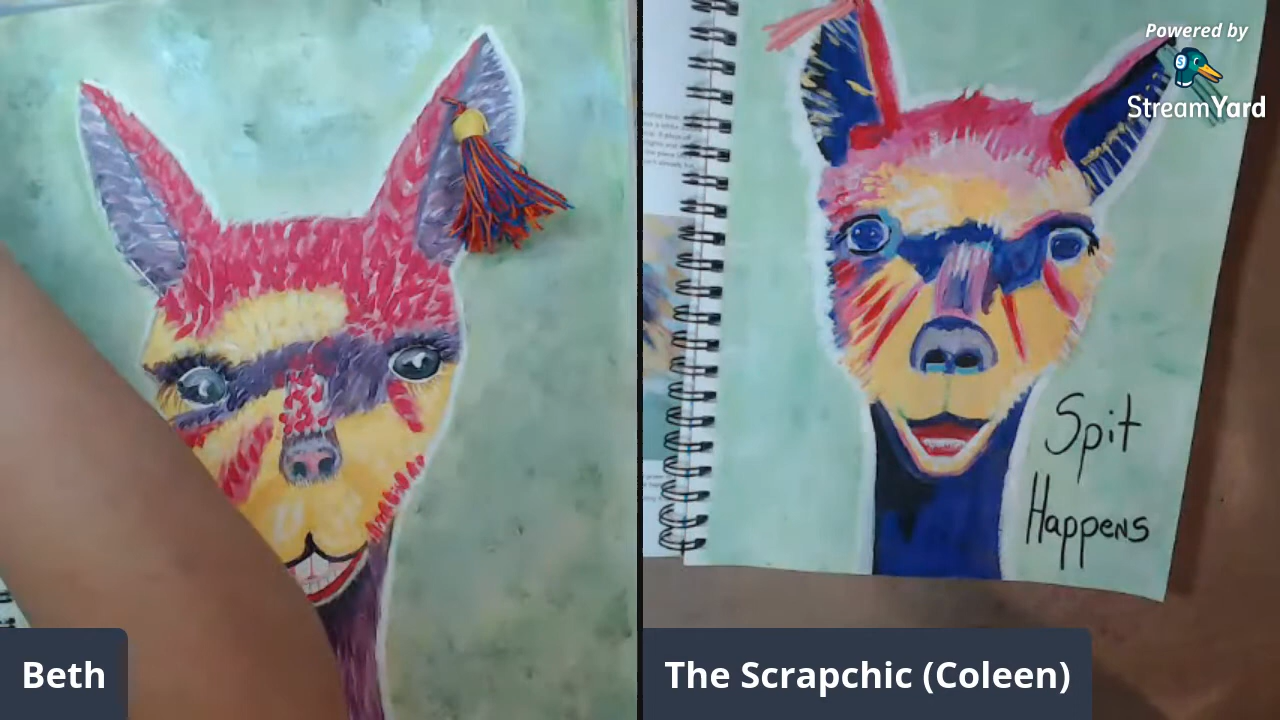 Powered by
StreamYard
Spit
Happens
Beth
The Scrapchic (Coleen)